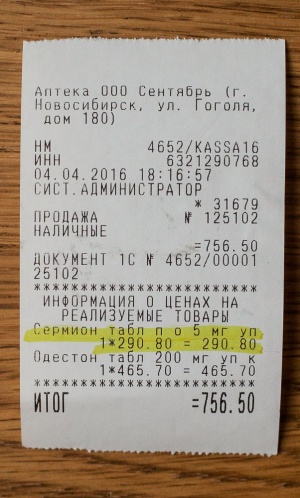 Аптека ООО Сентябрь (г.
Новосибирск, ул. Гоголя,
дом 180)
НМ 4652/KASSA16
ИНН 6321290768
04.04.2016 18:16:57
СИСТ.АДМИНИСТРАТОР
* 31679
ПРОДАЖА № 125102
НАЛИЧНЫЕ
=756.50
ДОКУМЕНТ 1С № 4652/00001
25102
************************
ИНФОРМАЦИЯ О ЦЕНАХ НА
РЕАЛИЗУЕМЫЕ ТОВАРЫ
Сермион табл п о 5 мг уп
1*290.80 = 290.80
Одестон табл 200 мг уп к
1*465.70 = 465.70
************************
ИТОГ =756.50